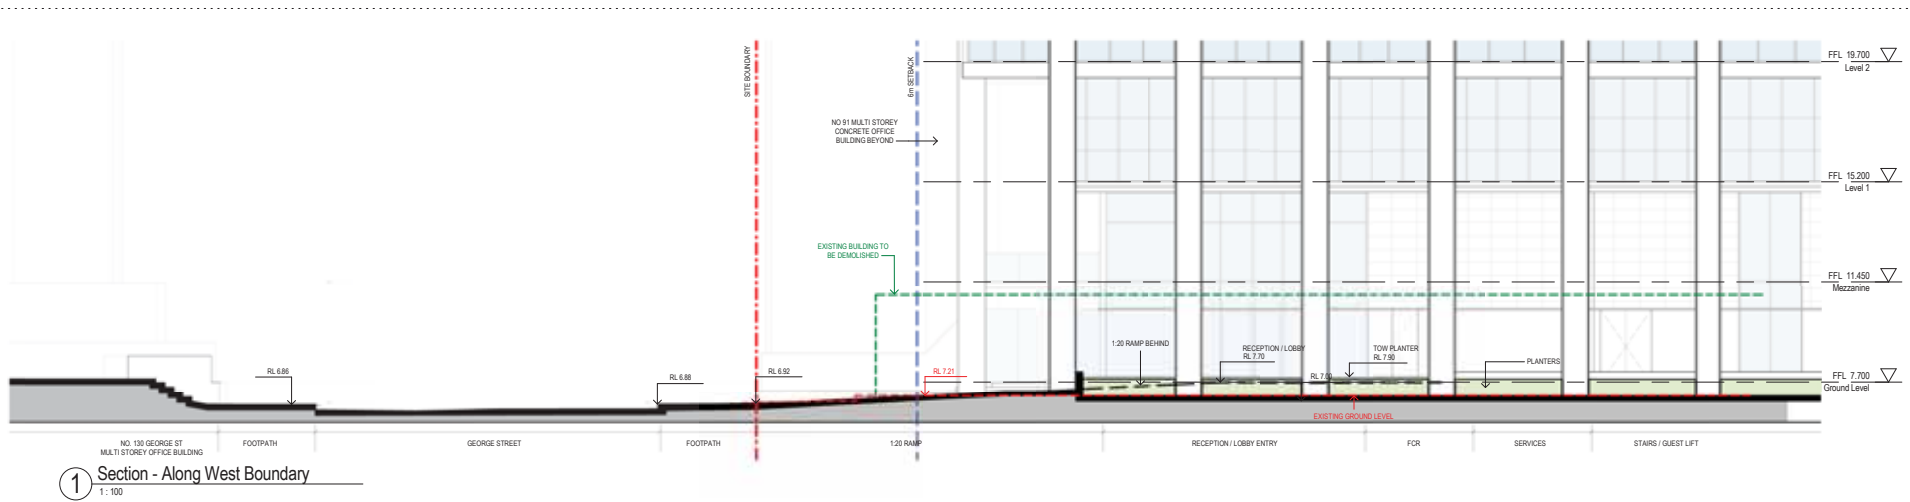 SITE BOUNDARY
6m SETBACK
FFL 19.700
Level 2
NO 91 MULTI STOREY
CONCRETE OFFICE
BUILDING BEYOND
FFL 15.200
Level 1
EXISTING BUILDING TO
BE DEMOLISHED
FFL 11.450
Mezzanine
1:20 RAMP BEHIND
RECEPTION / LOBBY
RL 7.70
TOW PLANTER
RL 7.90
PLANTERS
RL 6.86
RL 6.88
RL 6.92
RL 7.21
RL 7.00
FFL 7.700
Ground Level
EXISTING GROUND LEVEL
NO. 130 GEORGE ST
MULTI STOREY OFFICE BUILDING
FOOTPATH
GEORGE STREET
FOOTPATH
1:20 RAMP
RECEPTION / LOBBY ENTRY
FCR
SERVICES
STAIRS / GUEST LIFT
1
Section - Along West Boundary
1 : 100